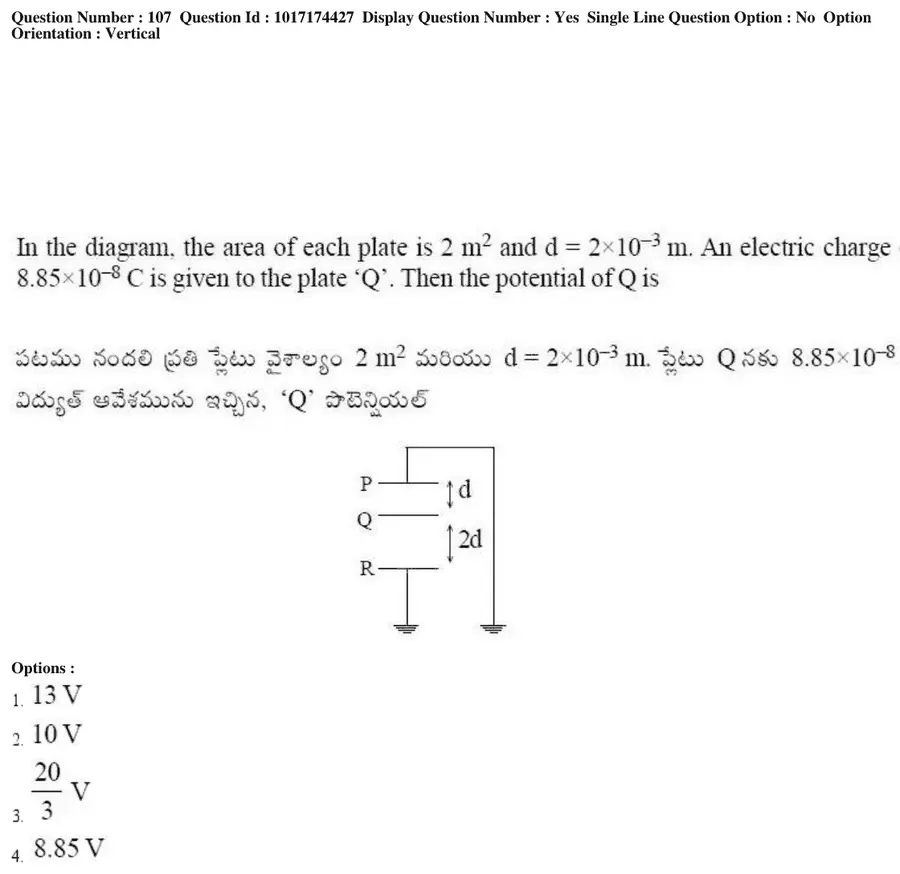 Question Number : 107 Question Id : 1017174427 Display Question Number : Yes Single Line Question Option : No Option
Orientation : Vertical
In the diagram, the area of each plate is 2 m² and d = 2×10⁻³ m. An electric charge
8.85×10⁻⁸ C is given to the plate ‘Q’. Then the potential of Q is
పటము నందలి ప్రతి ప్లేటు వైశాల్యం 2 m² మరియు d = 2×10⁻³ m. ప్లేటు Q నకు 8.85×10⁻⁸
విద్యుత్ ఆవేశమును ఇచ్చిన, ‘Q’ పొటెన్షియల్
P
d
Q
2d
R
Options :
1. 13 V
2. 10 V
3. 20/3 V
4. 8.85 V